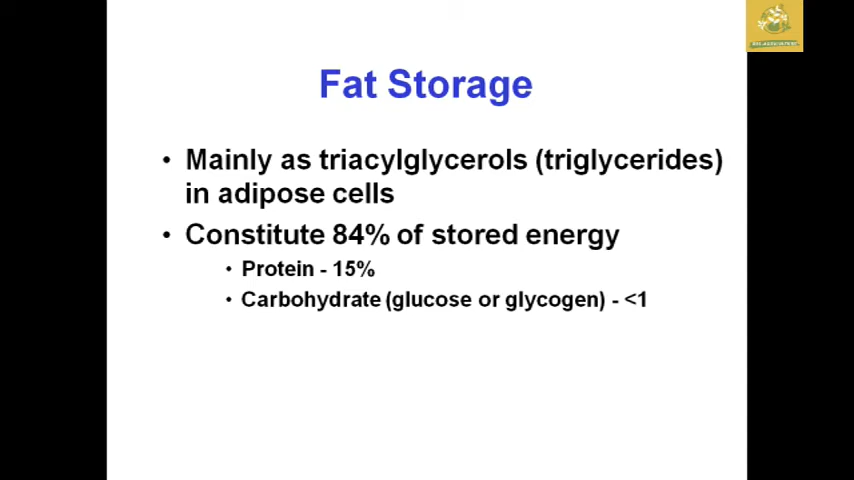 Fat Storage
• Mainly as triacylglycerols (triglycerides)
in adipose cells
• Constitute 84% of stored energy
• Protein - 15%
• Carbohydrate (glucose or glycogen) - <1